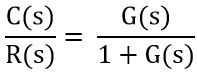 C(s)/R(s) = G(s)/1 + G(s)